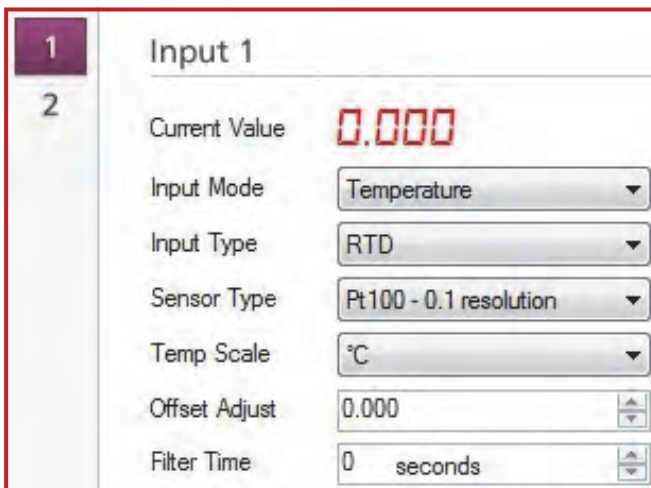 1
Input 1
2
Current Value 0.000
Input Mode Temperature
Input Type RTD
Sensor Type Pt100 - 0.1 resolution
Temp Scale °C
Offset Adjust 0.000
Filter Time 0 seconds